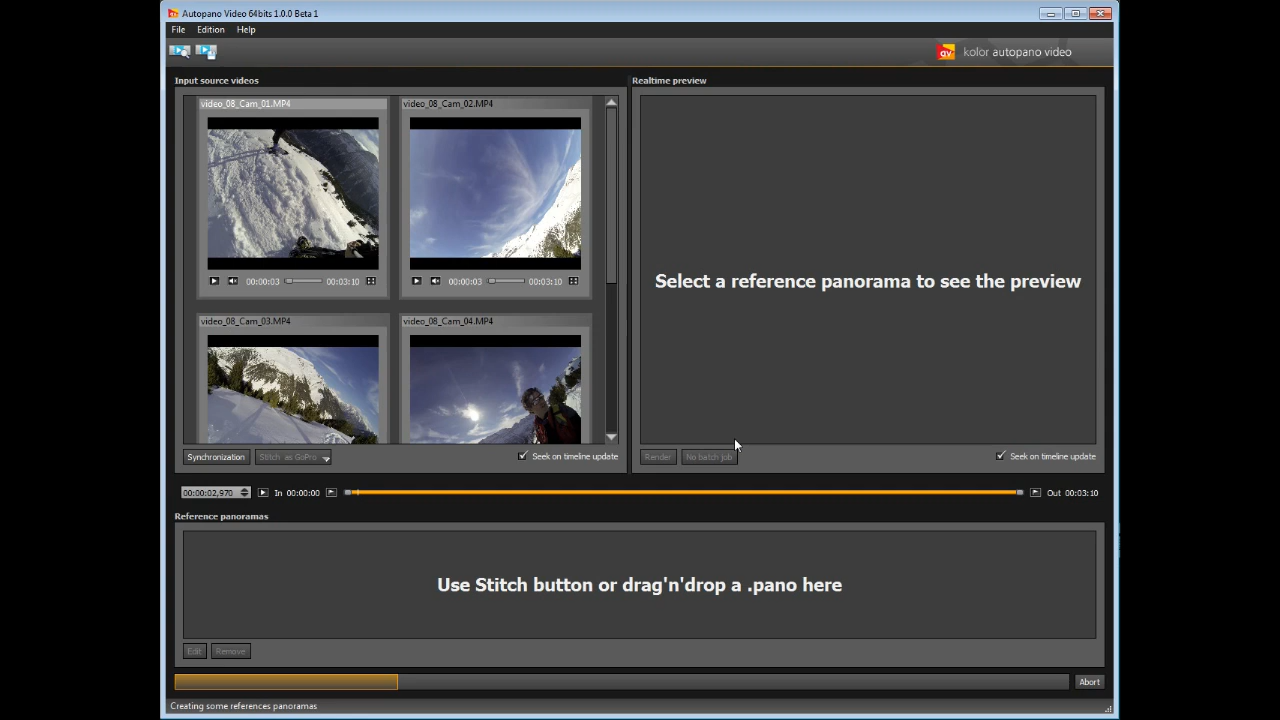 Autopano Video 64bits 1.0.0 Beta 1
File Edition Help
kolor autopano video
Input source videos
Realtime preview
video_08_Cam_01.MP4
video_08_Cam_02.MP4
00:00:03 00:03:10
00:00:03 00:03:10
Select a reference panorama to see the preview
video_08_Cam_03.MP4
video_08_Cam_04.MP4
Synchronization Stitch as GoPro Seek on timeline update
Render No batch job Seek on timeline update
00:00:02,970 In 00:00:00 Out 00:03:10
Reference panoramas
Use Stitch button or drag'n'drop a .pano here
Edit Remove
Abort
Creating some references panoramas